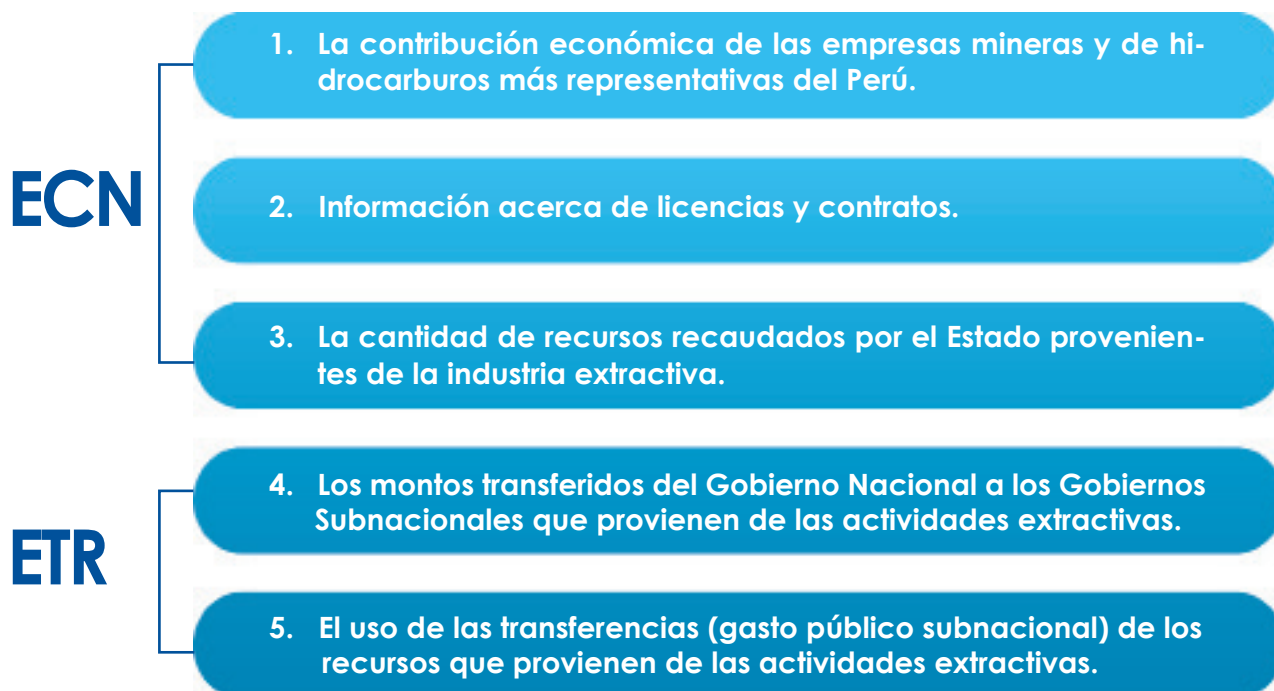 ECN
1. La contribución económica de las empresas mineras y de hi-
drocarburos más representativas del Perú.
2. Información acerca de licencias y contratos.
3. La cantidad de recursos recaudados por el Estado provenien-
tes de la industria extractiva.
ETR
4. Los montos transferidos del Gobierno Nacional a los Gobiernos
Subnacionales que provienen de las actividades extractivas.
5. El uso de las transferencias (gasto público subnacional) de los
recursos que provienen de las actividades extractivas.